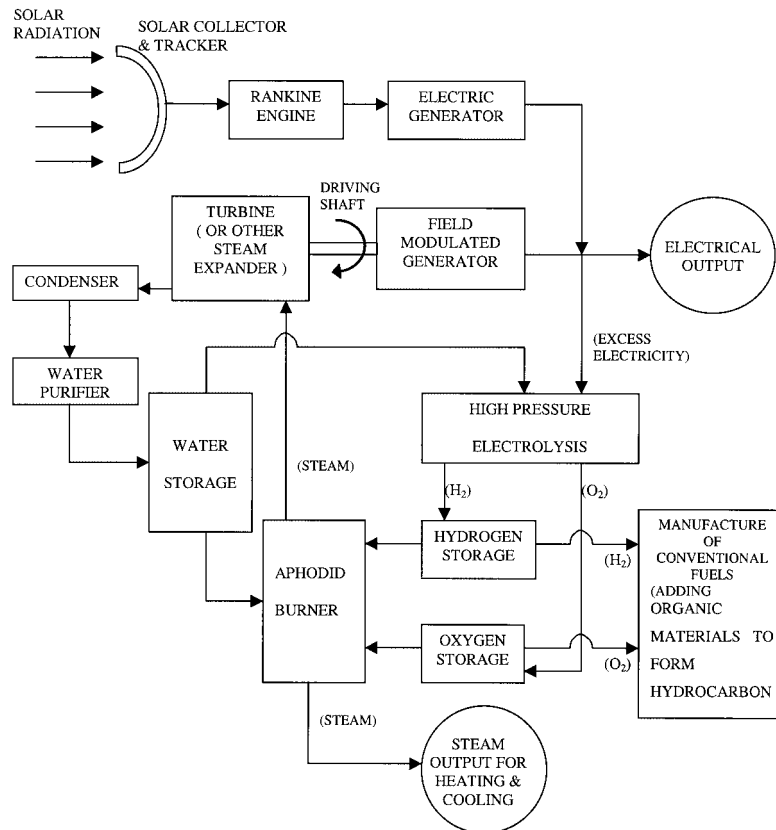 SOLAR
RADIATION
SOLAR COLLECTOR
& TRACKER
RANKINE
ENGINE
ELECTRIC
GENERATOR
DRIVING
SHAFT
TURBINE
( OR OTHER
STEAM
EXPANDER )
FIELD
MODULATED
GENERATOR
ELECTRICAL
OUTPUT
CONDENSER
(EXCESS
ELECTRICITY)
WATER
PURIFIER
WATER
STORAGE
HIGH PRESSURE
ELECTROLYSIS
(STEAM)
(H₂)
(O₂)
HYDROGEN
STORAGE
(H₂)
MANUFACTURE
OF
CONVENTIONAL
FUELS
(ADDING
ORGANIC
MATERIALS TO
FORM
HYDROCARBON
APHODID
BURNER
OXYGEN
STORAGE
(O₂)
(STEAM)
STEAM
OUTPUT FOR
HEATING &
COOLING